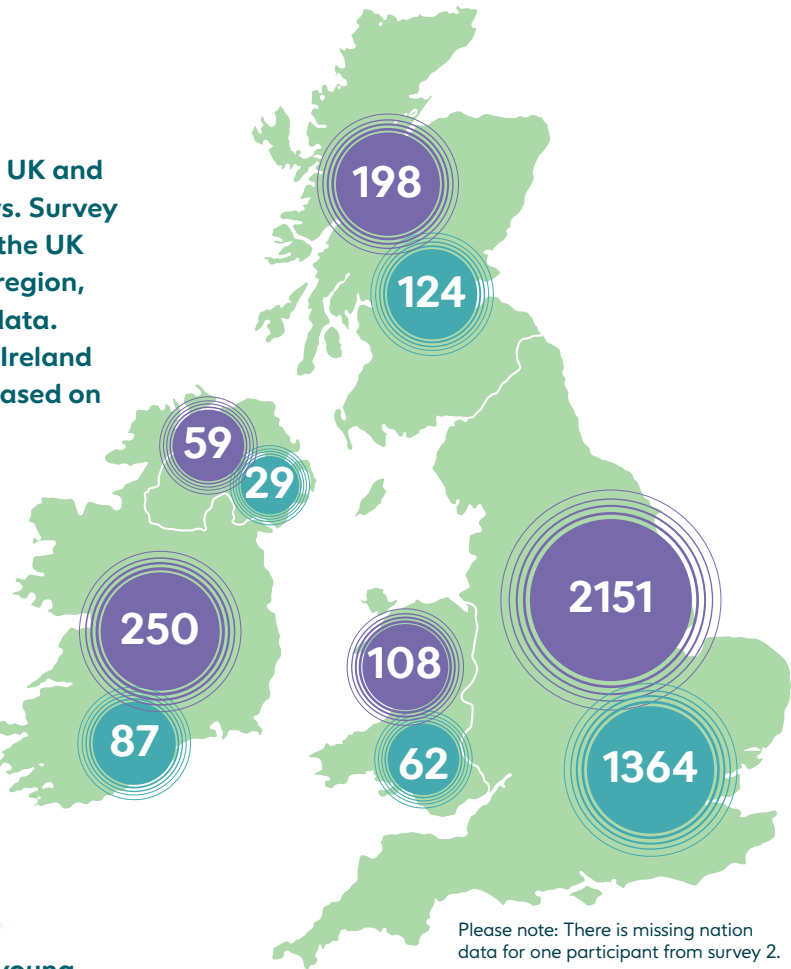 UK and
s. Survey
the UK
region,
data.
Ireland
ased on
198
124
59
29
250
87
108
62
2151
1364
Please note: There is missing nation
data for one participant from survey 2.
young